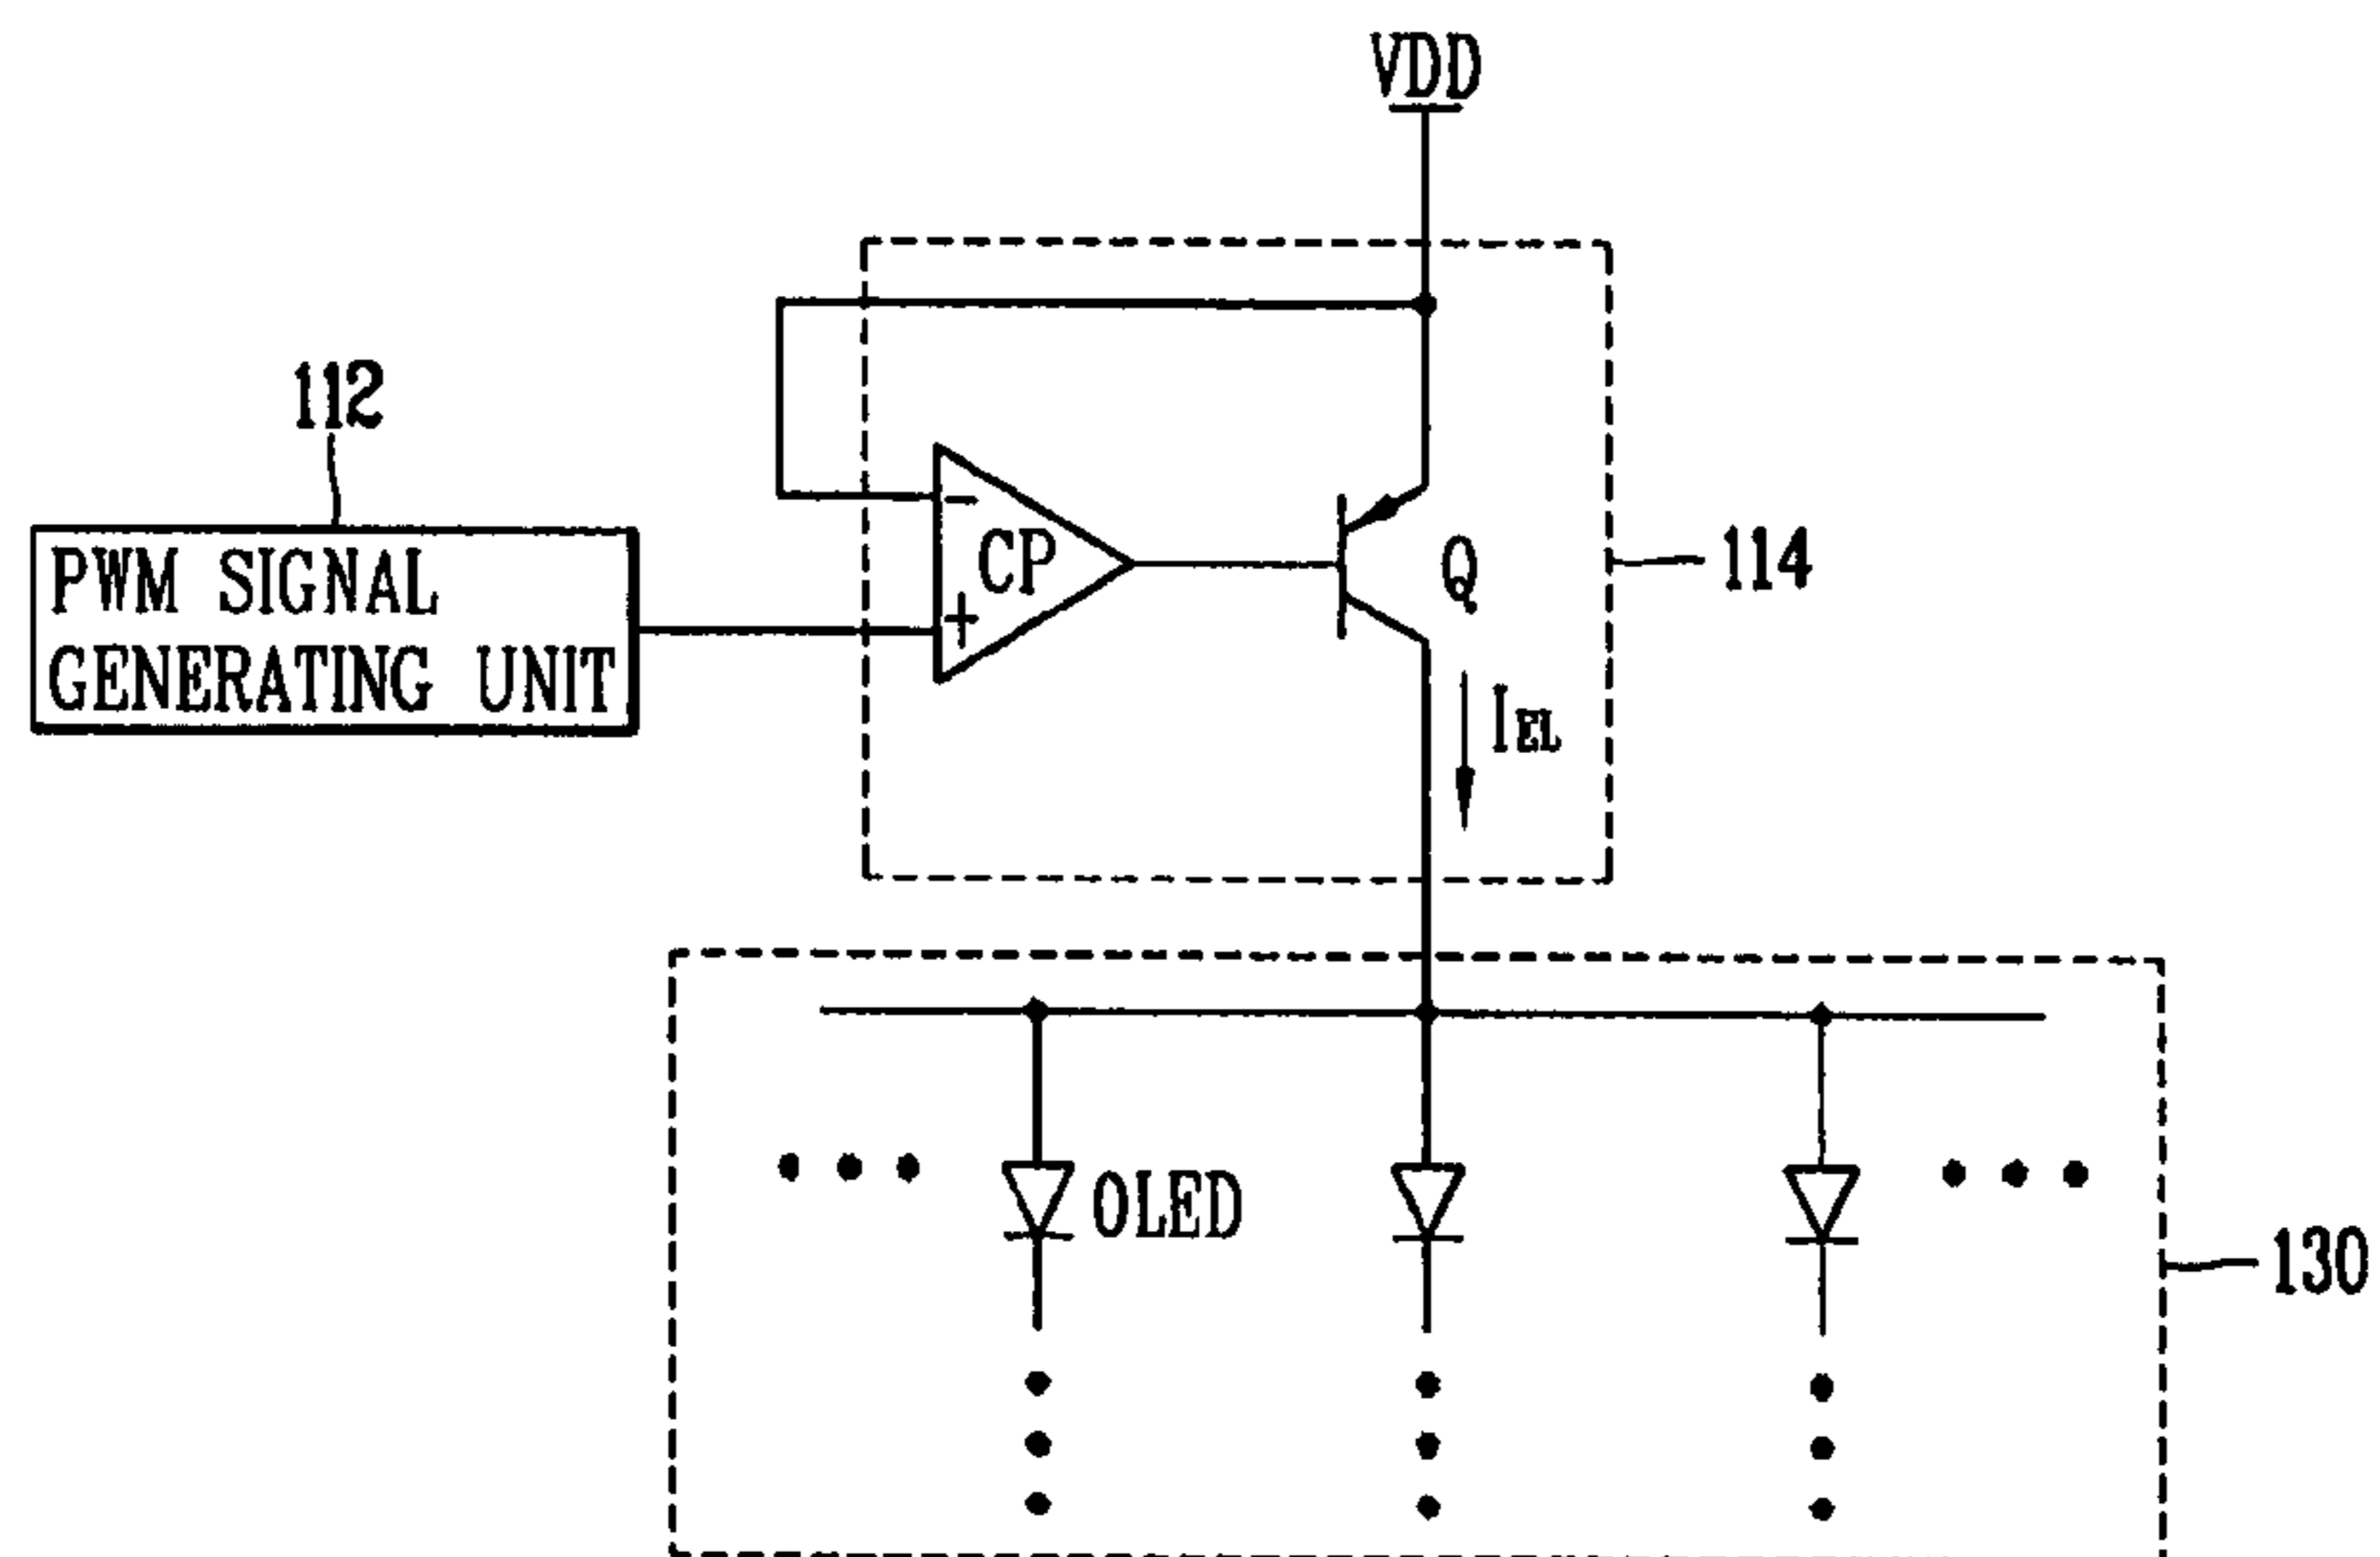 VDD
112
PWM SIGNAL
GENERATING UNIT
-
CP
+
Q
114
IEL
OLED
130